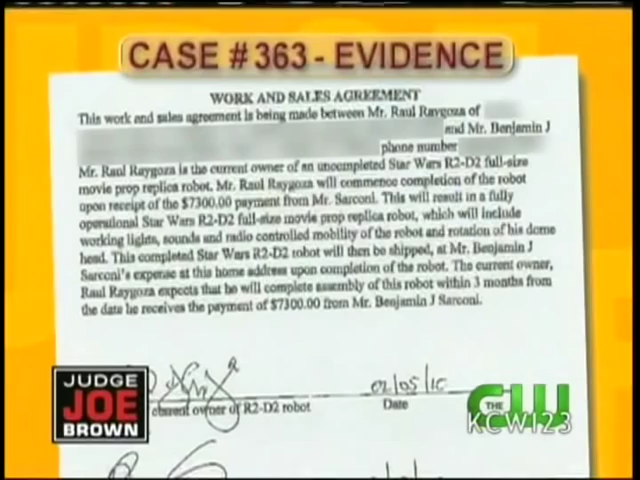 CASE # 363 - EVIDENCE
WORK AND SALES AGREEMENT
This work and sales agreement is being made between Mr. Raul Raygoza of
and Mr. Benjamin J
phone number
Mr. Raul Raygoza is the current owner of an uncompleted Star Wars R2-D2 full-size
movie prop replica robot. Mr. Raul Raygoza will commence completion of the robot
upon receipt of the $7300.00 payment from Mr. Sarconi. This will result in a fully
operational Star Wars R2-D2 full-size movie prop replica robot, which will include
working lights, sounds and radio controlled mobility of the robot and rotation of his dome
head. This completed Star Wars R2-D2 robot will then be shipped, at Mr. Benjamin J
Sarconi's expense at this home address upon completion of the robot. The current owner,
Raul Raygoza expects that he will complete assembly of this robot within 3 months from
the date he receives the payment of $7300.00 from Mr. Benjamin J Sarconi.
02/05/10
current owner of R2-D2 robot
Date
JUDGE
JOE
BROWN
THE
CW
KCWI23